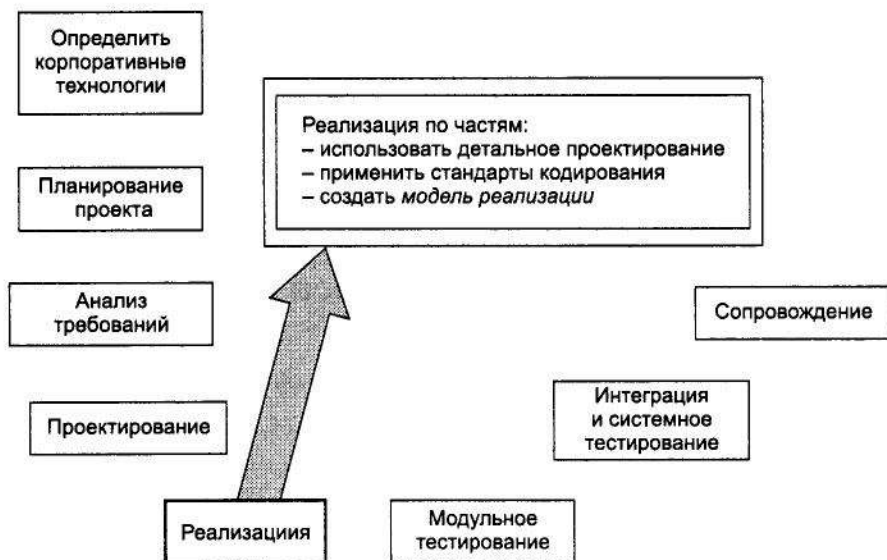 Определить
корпоративные
технологии
Реализация по частям:
– использовать детальное проектирование
– применить стандарты кодирования
– создать модель реализации
Планирование
проекта
Анализ
требований
Сопровождение
Проектирование
Интеграция
и системное
тестирование
Реализациия
Модульное
тестирование